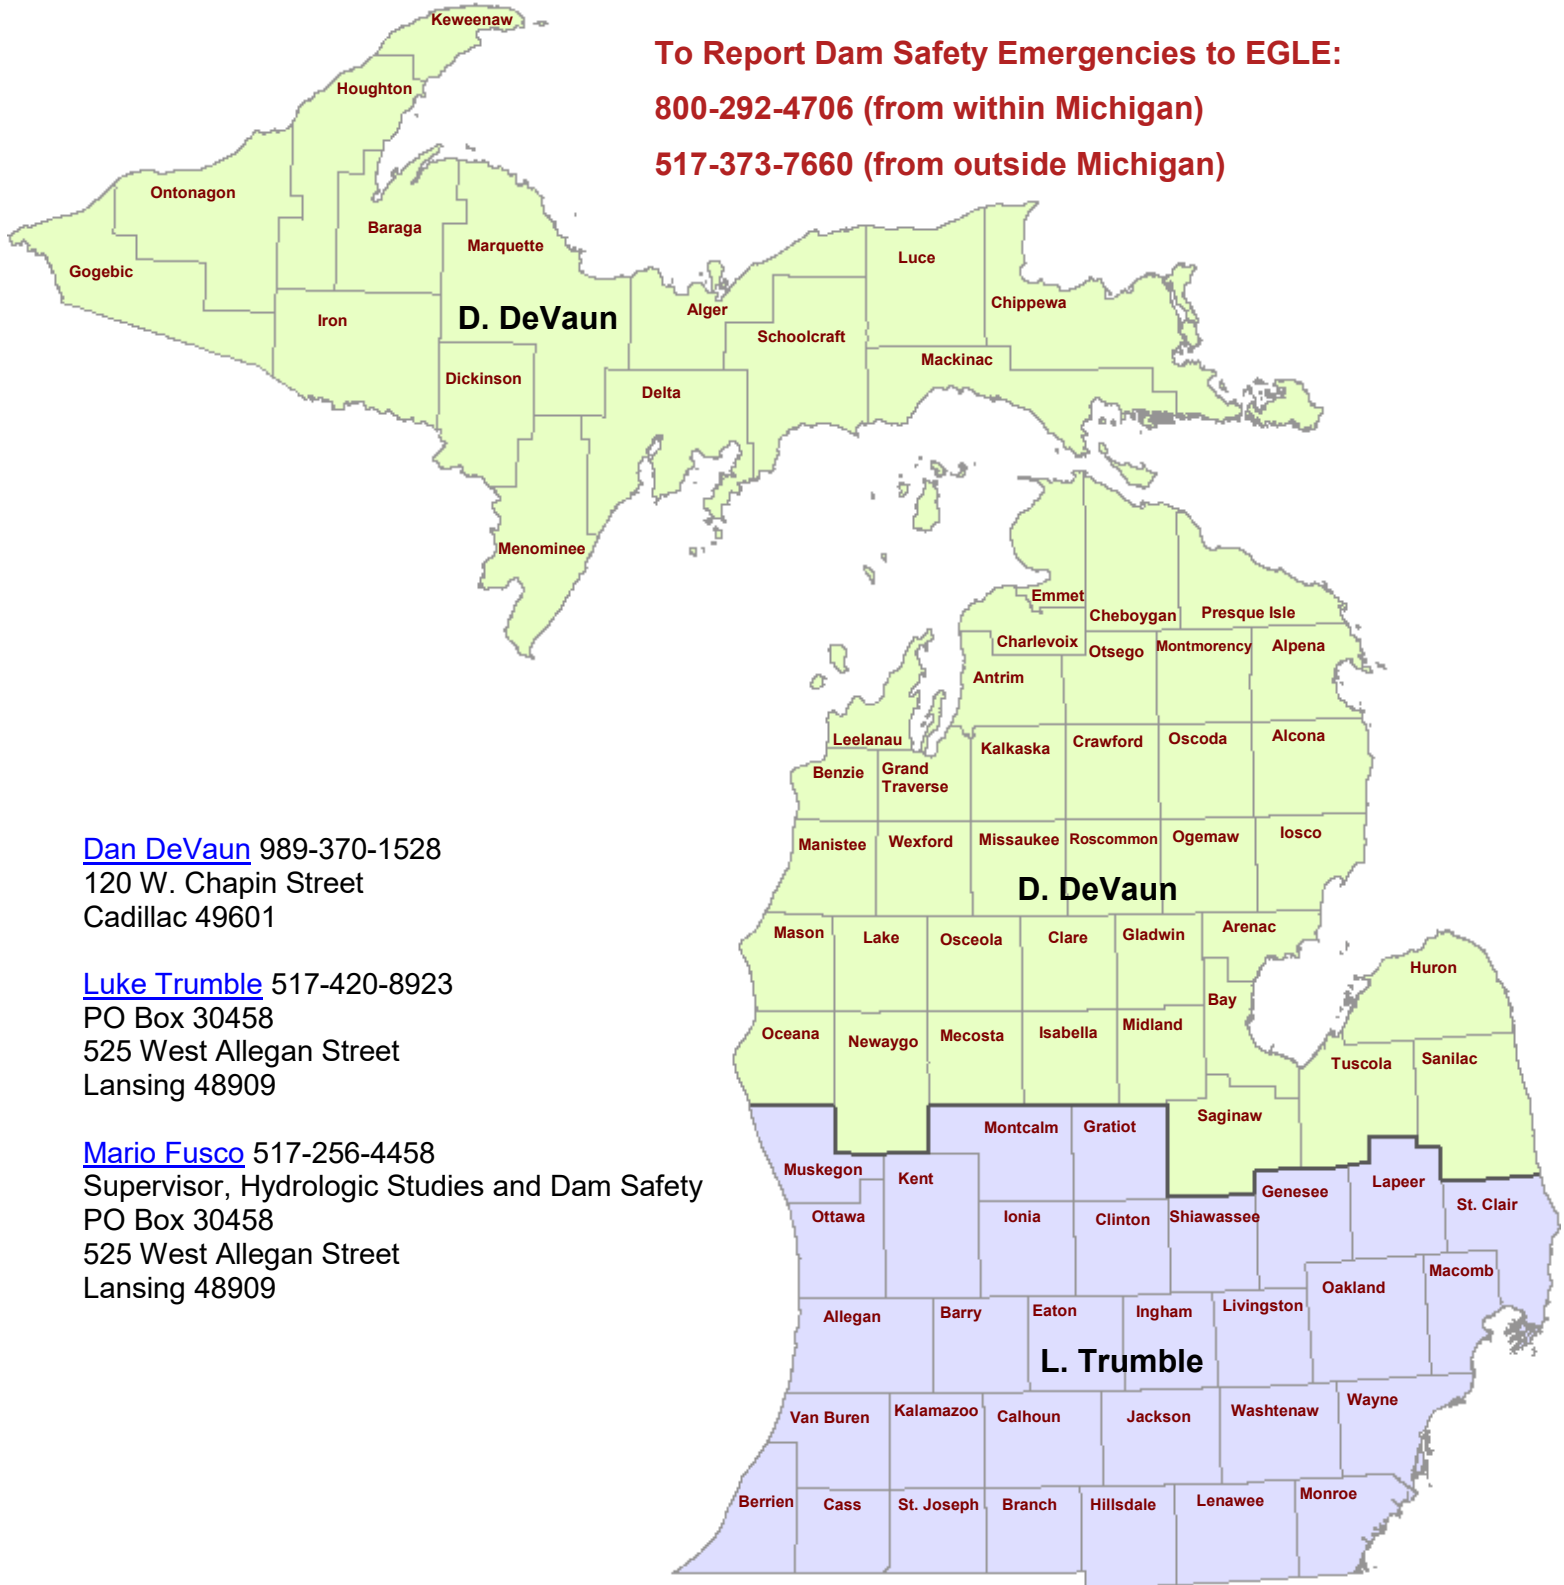 Keweenaw
To Report Dam Safety Emergencies to EGLE:
Houghton
800-292-4706 (from within Michigan)
517-373-7660 (from outside Michigan)
Ontonagon
Baraga
Marquette
Gogebic
Luce
Chippewa
Iron
D. DeVaun
Alger
Schoolcraft
Mackinac
Dickinson
Delta
Menominee
Emmet
Cheboygan
Presque Isle
Charlevoix
Otsego
Montmorency
Alpena
Antrim
Leelanau
Kalkaska
Crawford
Oscoda
Alcona
Benzie
Grand
Traverse
Manistee
Wexford
Missaukee
Roscommon
Ogemaw
Iosco
D. DeVaun
Dan DeVaun 989-370-1528
120 W. Chapin Street
Cadillac 49601
Mason
Lake
Osceola
Clare
Gladwin
Arenac
Huron
Luke Trumble 517-420-8923
PO Box 30458
525 West Allegan Street
Lansing 48909
Bay
Oceana
Newaygo
Mecosta
Isabella
Midland
Tuscola
Sanilac
Saginaw
Mario Fusco 517-256-4458
Supervisor, Hydrologic Studies and Dam Safety
PO Box 30458
525 West Allegan Street
Lansing 48909
Montcalm
Gratiot
Muskegon
Kent
Genesee
Lapeer
St. Clair
Ottawa
Ionia
Clinton
Shiawassee
Macomb
Oakland
Allegan
Barry
Eaton
Ingham
Livingston
L. Trumble
Van Buren
Kalamazoo
Calhoun
Jackson
Washtenaw
Wayne
Berrien
Cass
St. Joseph
Branch
Hillsdale
Lenawee
Monroe